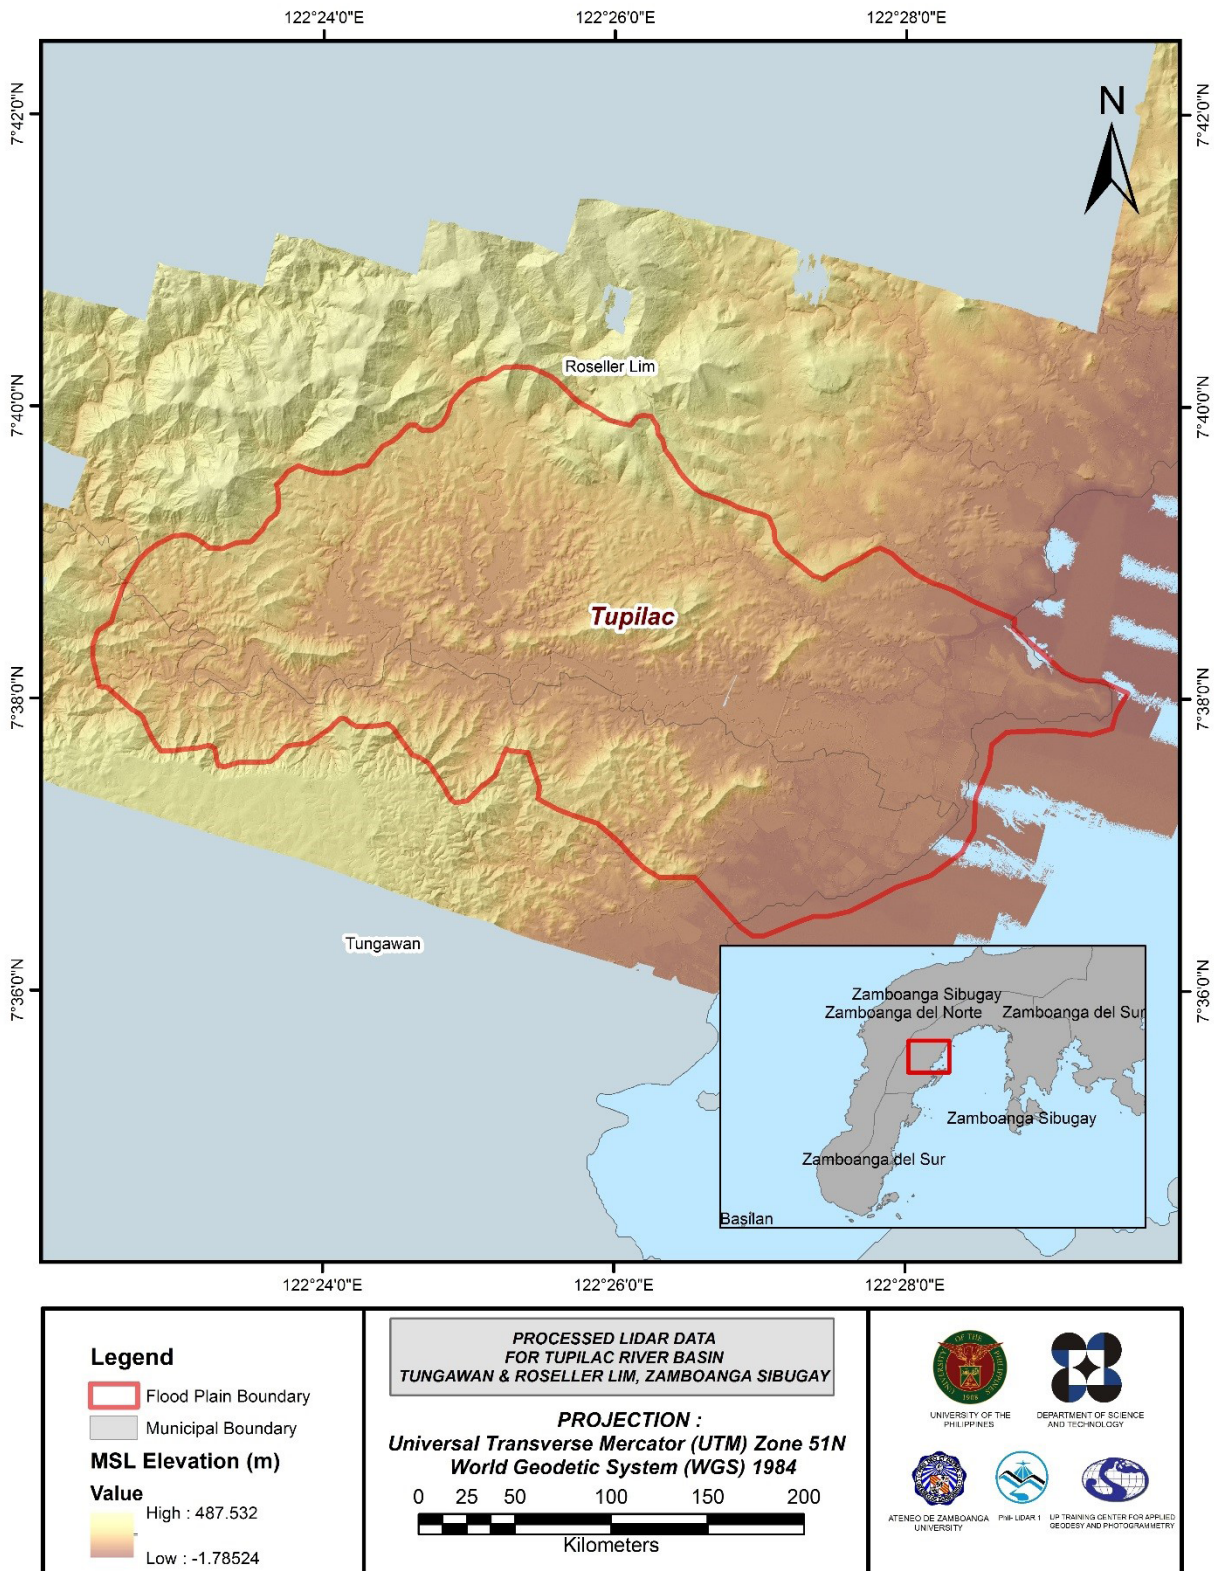 122°24'0"E
122°26'0"E
122°28'0"E
7°42'0"N
7°42'0"N
N
Roseller Lim
7°40'0"N
7°40'0"N
Tupilac
7°38'0"N
7°38'0"N
Tungawan
7°36'0"N
7°36'0"N
Zamboanga Sibugay
Zamboanga del Norte
Zamboanga del Sur
Zamboanga Sibugay
Zamboanga del Sur
Basilan
122°24'0"E
122°26'0"E
122°28'0"E
Legend
Flood Plain Boundary
Municipal Boundary
MSL Elevation (m)
Value
High : 487.532
Low : -1.78524
PROCESSED LIDAR DATA
FOR TUPILAC RIVER BASIN
TUNGAWAN & ROSELLER LIM, ZAMBOANGA SIBUGAY
PROJECTION :
Universal Transverse Mercator (UTM) Zone 51N
World Geodetic System (WGS) 1984
0 25 50 100 150 200
Kilometers
UNIVERSITY OF THE PHILIPPINES
1908
UNIVERSITY OF THE
PHILIPPINES
DEPARTMENT OF SCIENCE
AND TECHNOLOGY
ATENEO DE ZAMBOANGA
UNIVERSITY
Phil- LiDAR 1
UP TRAINING CENTER FOR APPLIED
GEODESY AND PHOTOGRAMMETRY